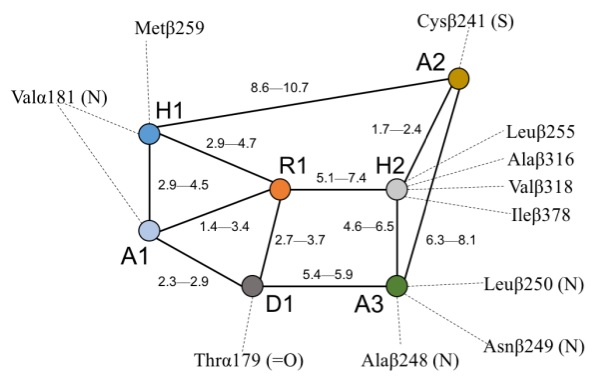 Cysβ241 (S)
Metβ259
A2
8.6—10.7
Valα181 (N)
H1
1.7—2.4
Leuβ255
2.9—4.7
Alaβ316
R1
H2
5.1—7.4
2.9—4.5
Valβ318
Ileβ378
1.4—3.4
4.6—6.5
2.7—3.7
6.3—8.1
A1
2.3—2.9
5.4—5.9
Leuβ250 (N)
D1
A3
Asnβ249 (N)
Thrα179 (=O)
Alaβ248 (N)